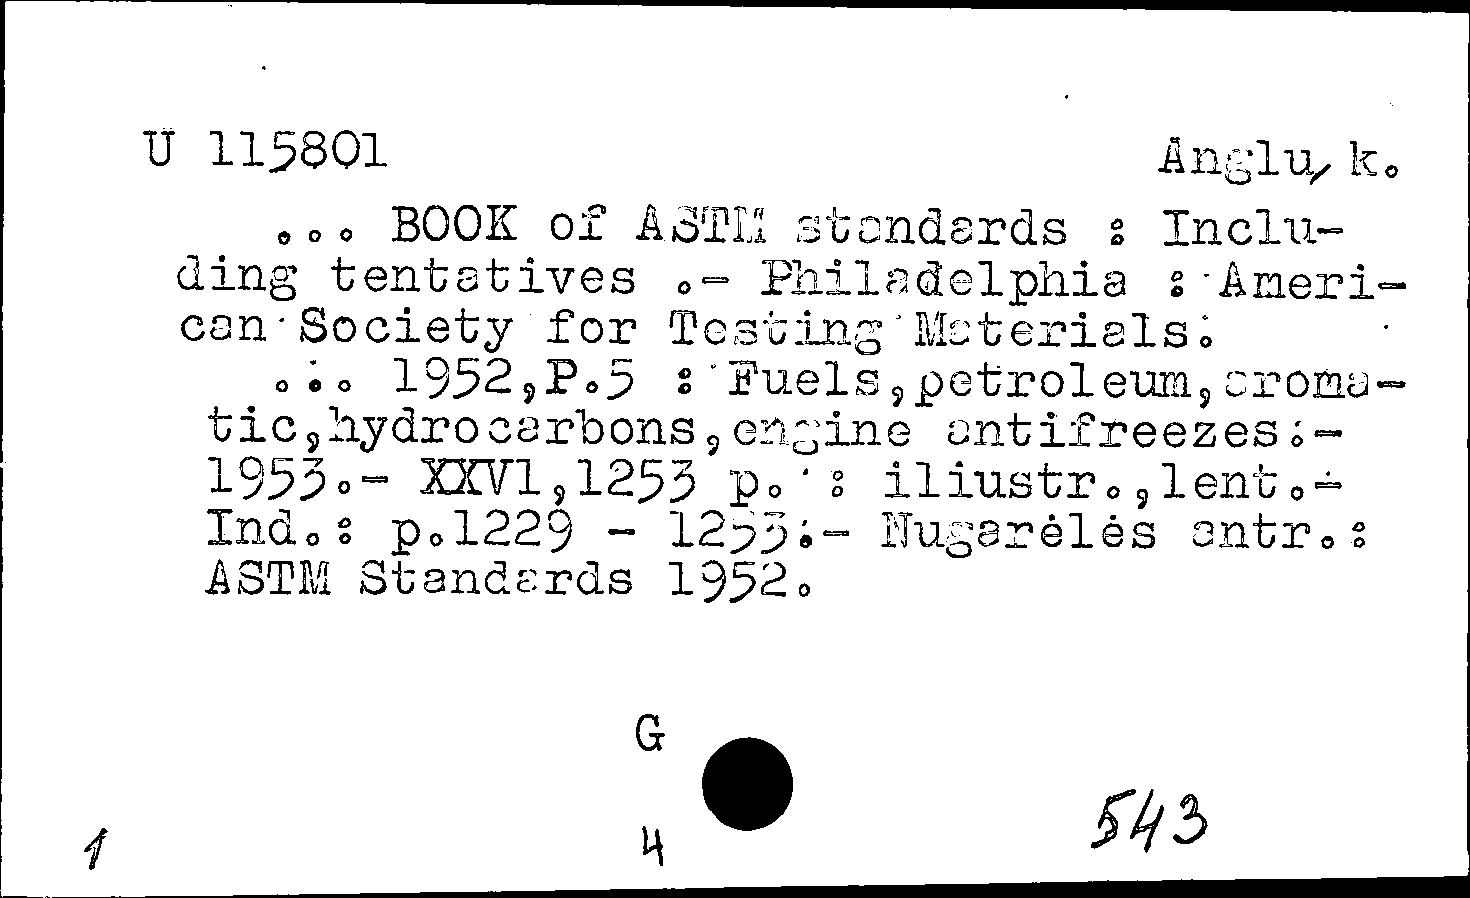 U 115801 Anglų k.
... BOOK of ASTM standards : Inclu-
ding tentatives .- Philadelphia : Ameri-
can Society for Testing Materials.
... 1952,P.5 : Fuels,petroleum,aroma-
tic,hydrocarbons,engine antifreezes.-
1953.- XXVl,1253 p. : iliustr.,lent.-
Ind.: p.1229 - 1253.- Nugarėlės antr.:
ASTM Standards 1952.
G
543
1 4